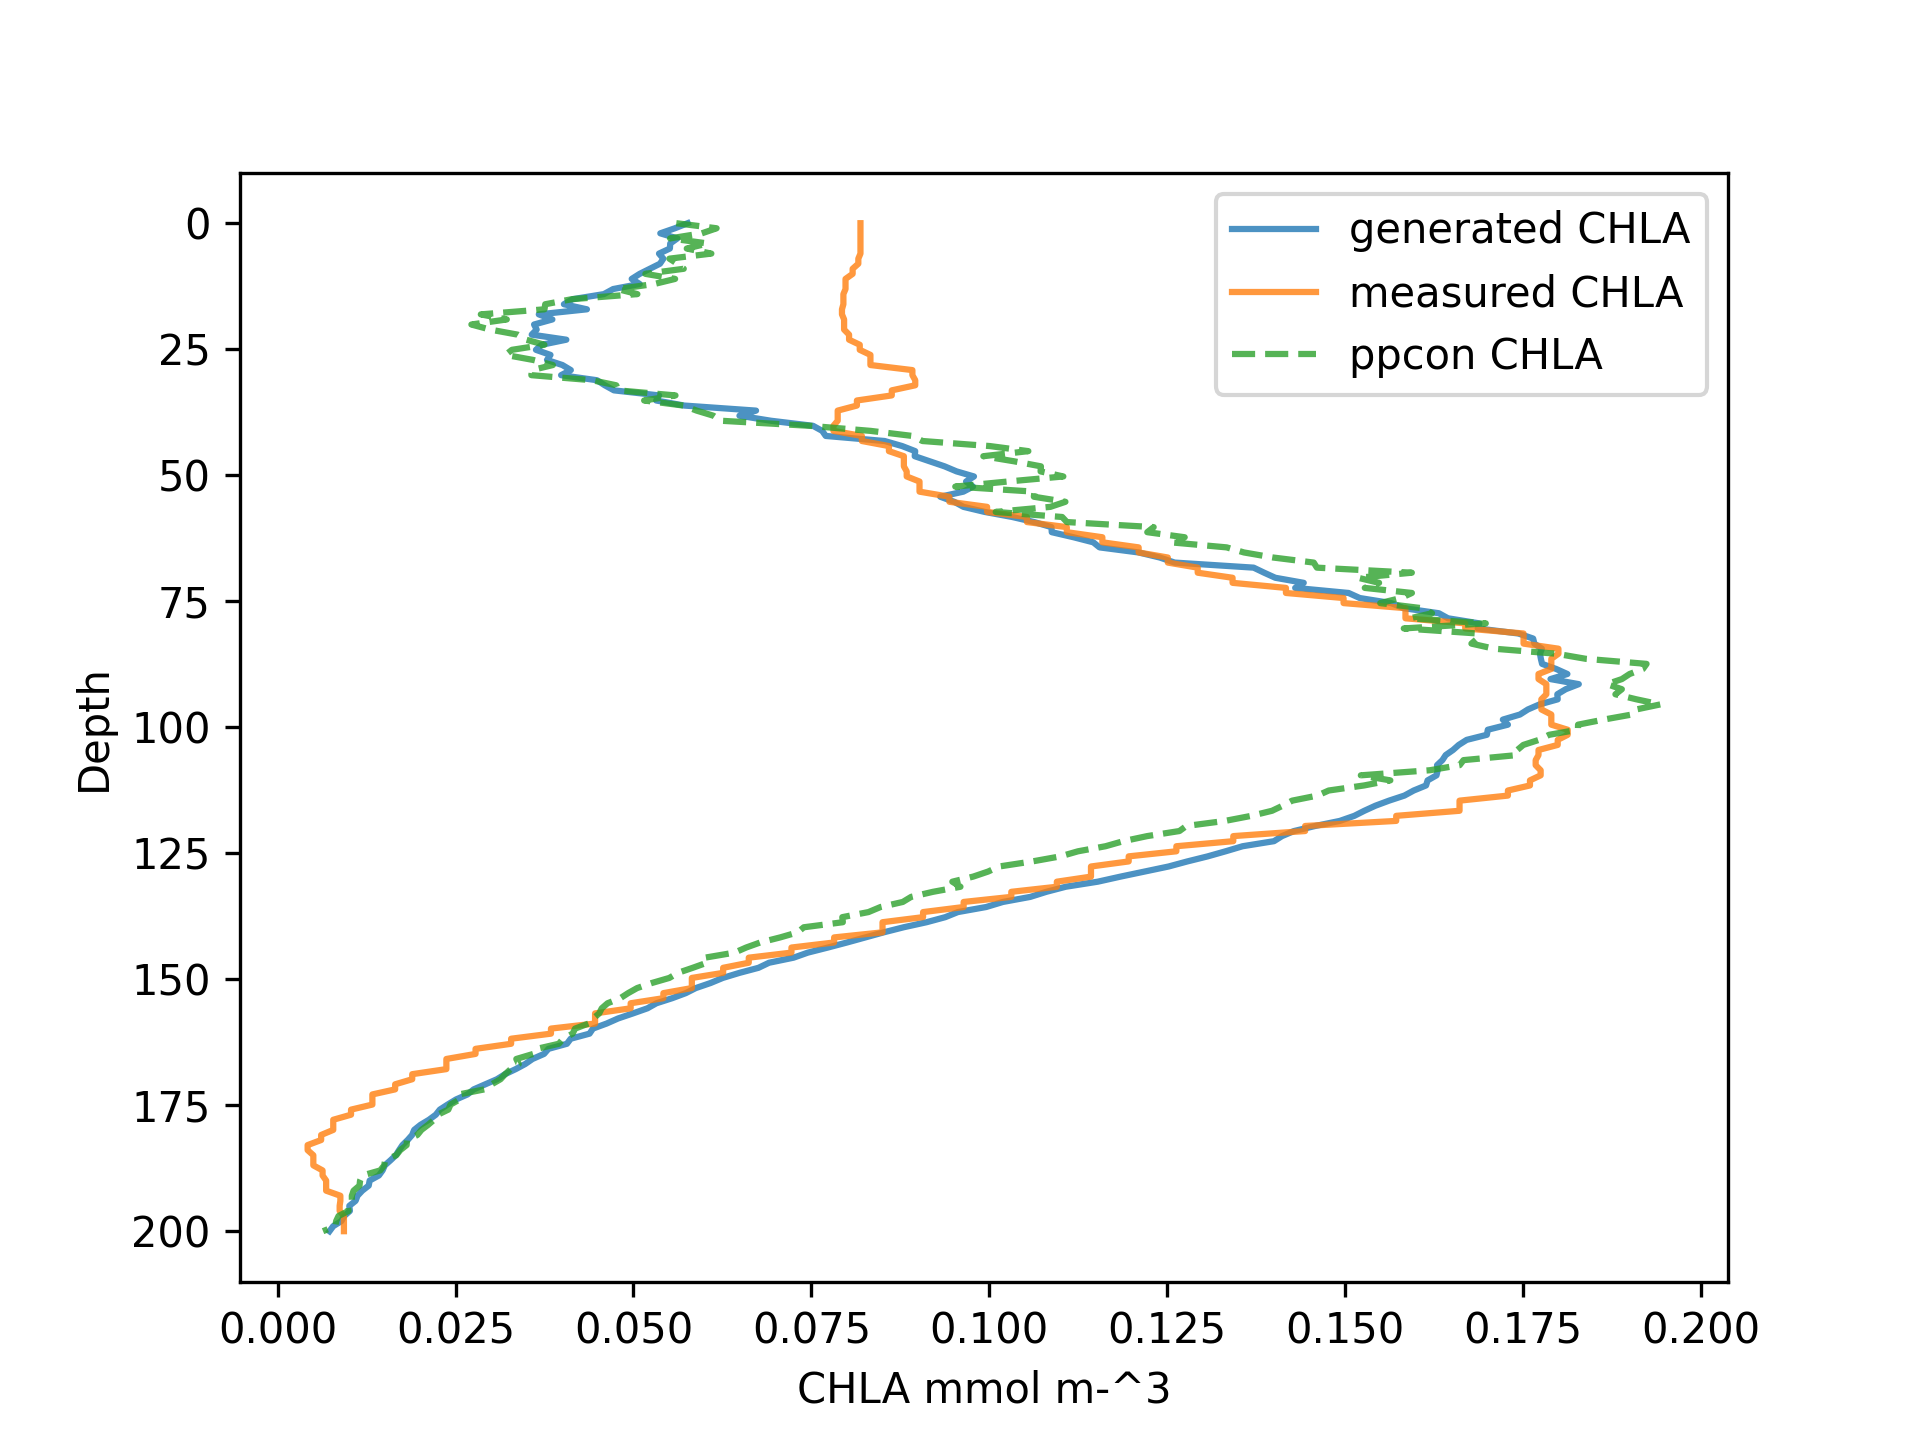 generated CHLA
measured CHLA
ppcon CHLA
0
25
50
75
100
125
150
175
200
Depth
0.000 0.025 0.050 0.075 0.100 0.125 0.150 0.175 0.200
CHLA mmol m-^3